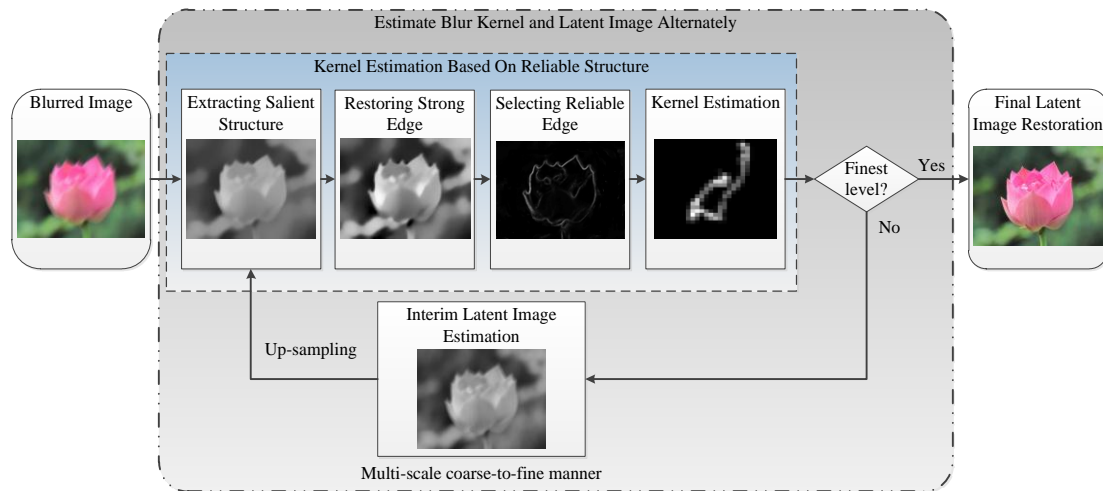 Estimate Blur Kernel and Latent Image Alternately
Kernel Estimation Based On Reliable Structure
Blurred Image
Extracting Salient
Structure
Restoring Strong
Edge
Selecting Reliable
Edge
Kernel Estimation
Finest
level?
Yes
No
Final Latent
Image Restoration
Interim Latent Image
Estimation
Up-sampling
Multi-scale coarse-to-fine manner